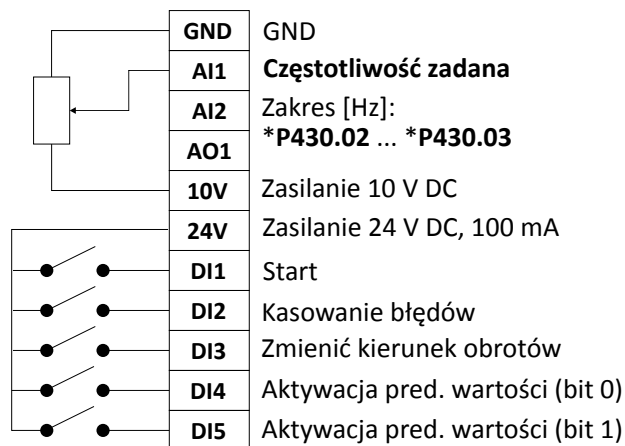 GND GND
AI1 Częstotliwość zadana
AI2 Zakres [Hz]:
*P430.02 ... *P430.03
AO1
10V Zasilanie 10 V DC
24V Zasilanie 24 V DC, 100 mA
DI1 Start
DI2 Kasowanie błędów
DI3 Zmienić kierunek obrotów
DI4 Aktywacja pred. wartości (bit 0)
DI5 Aktywacja pred. wartości (bit 1)